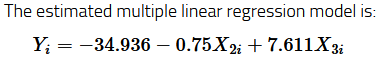 The estimated multiple linear regression model is:
Y_i = −34.936 − 0.75X_{2i} + 7.611X_{3i}